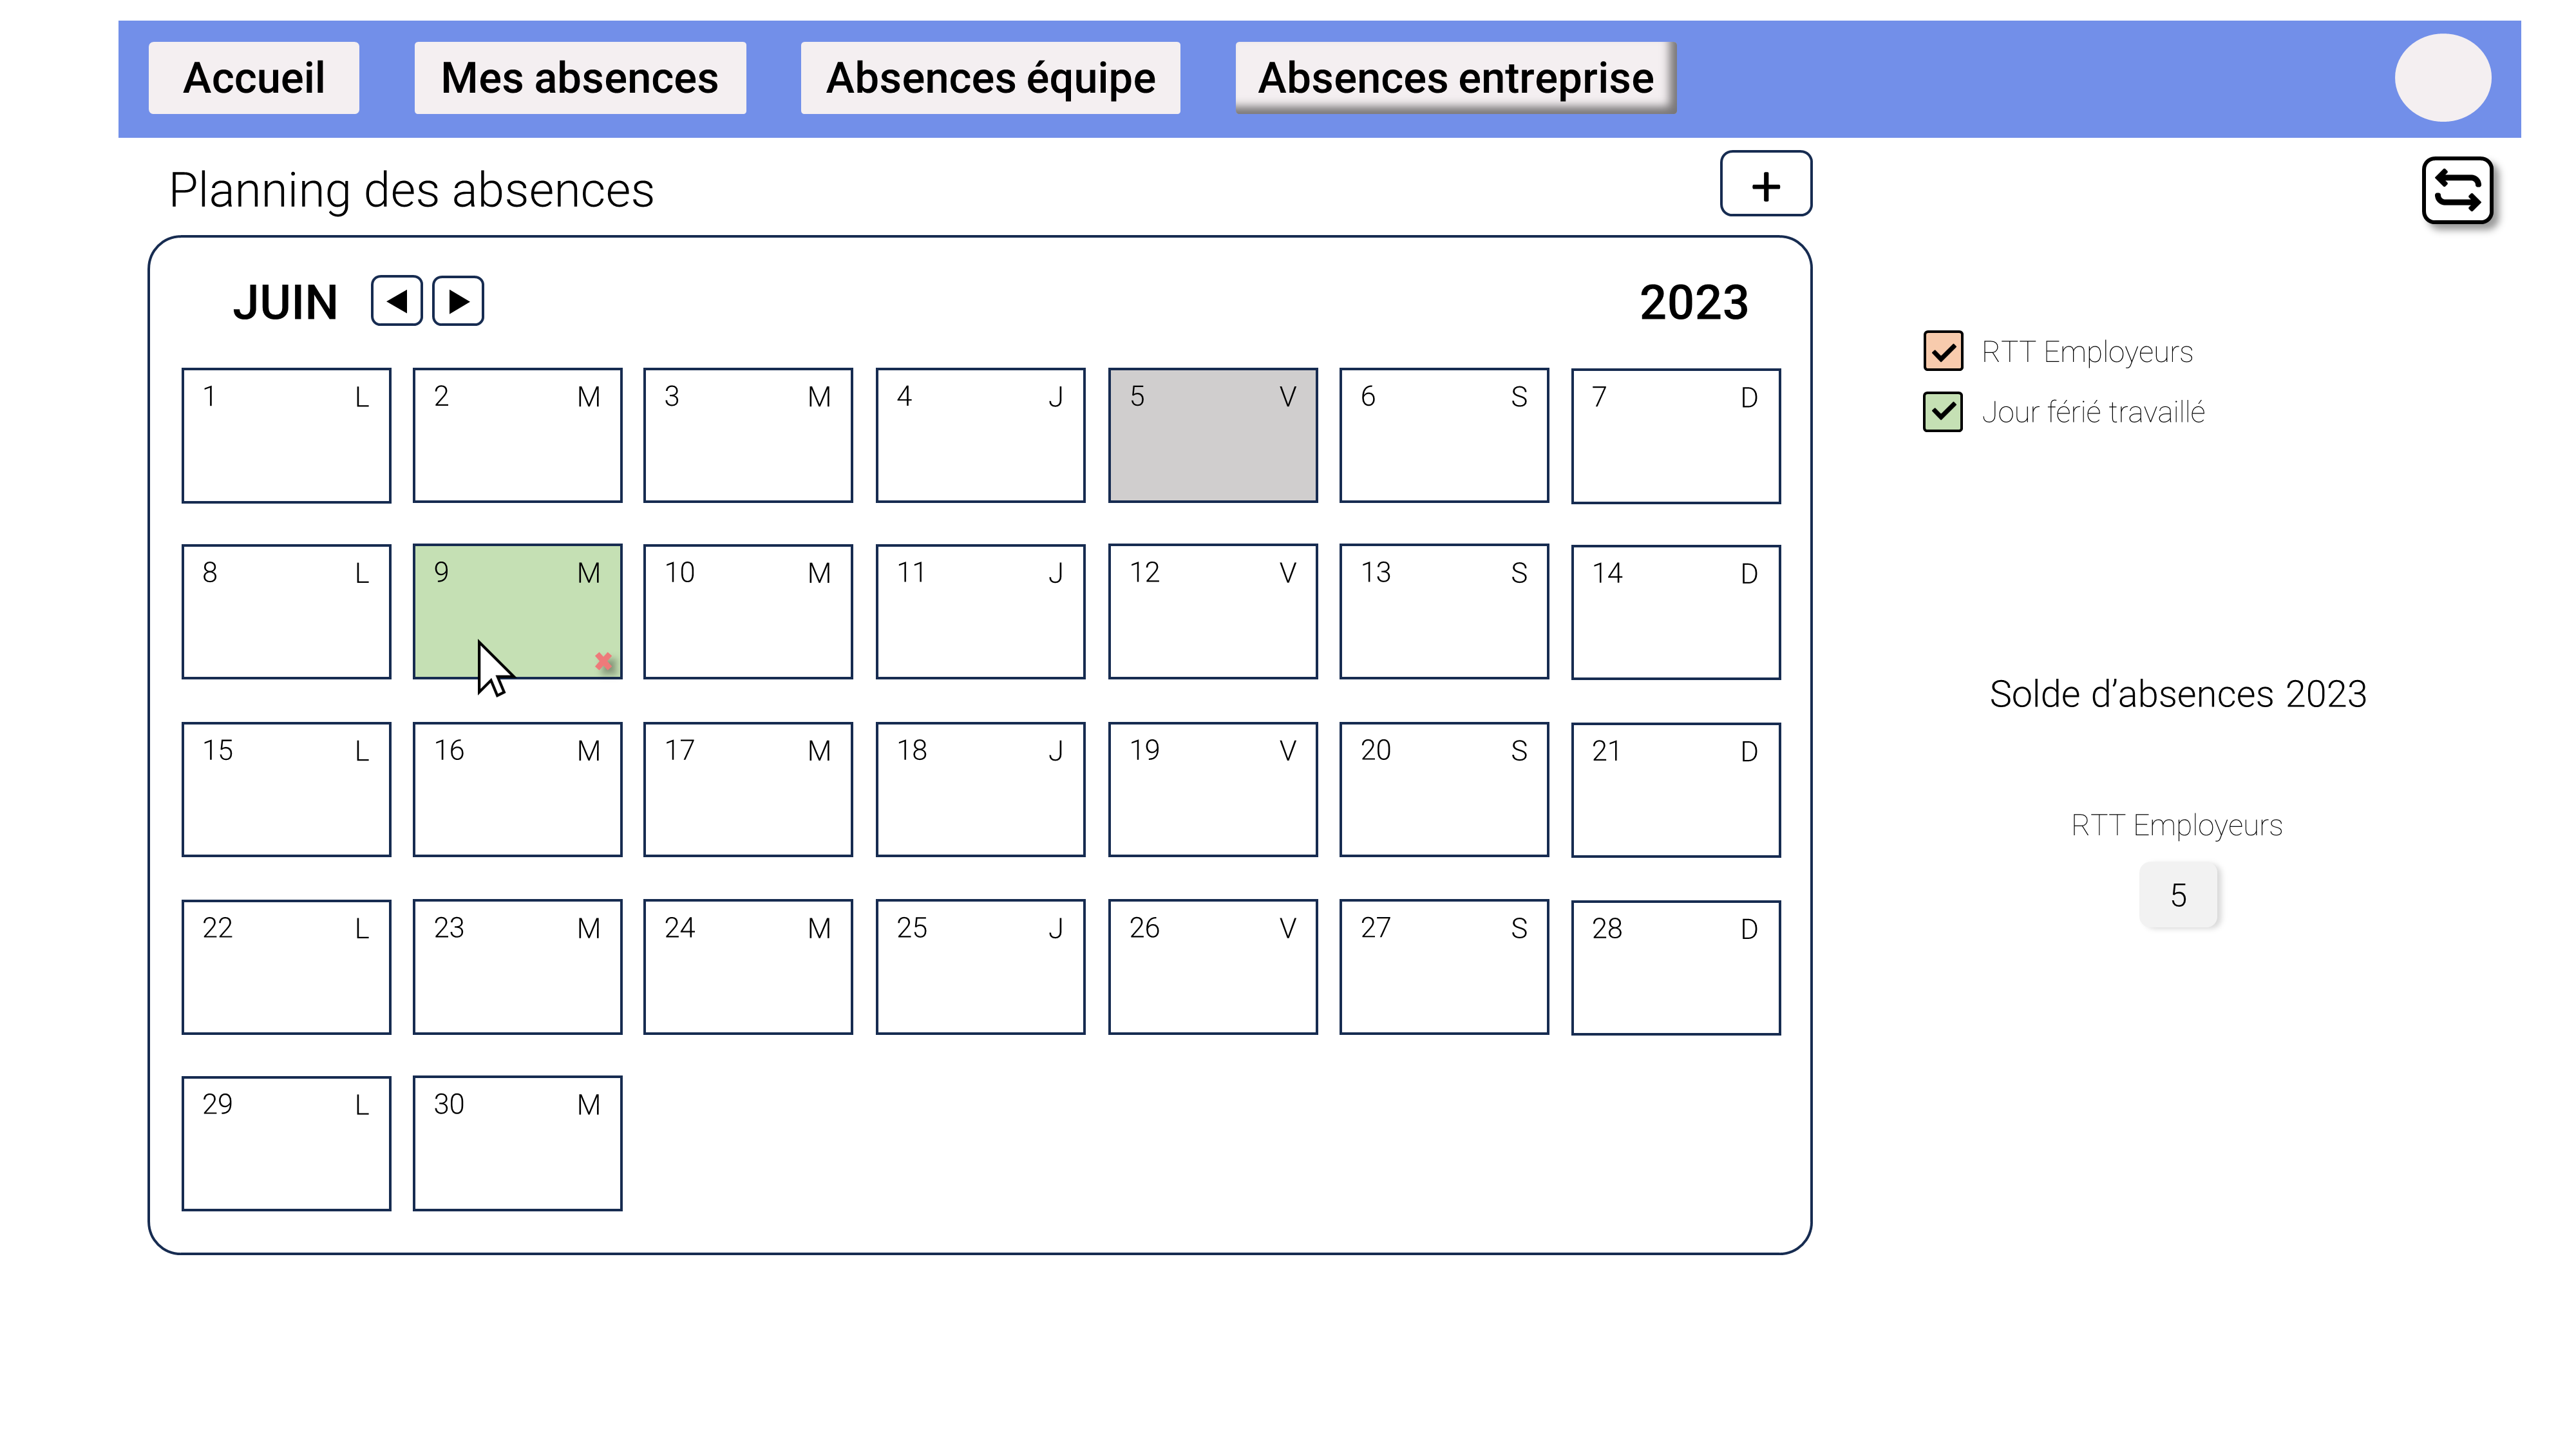 Accueil Mes absences Absences équipe Absences entreprise
Planning des absences +
JUIN 2023
RTT Employeurs
Jour férié travaillé
1 L 2 M 3 M 4 J 5 V 6 S 7 D
8 L 9 M 10 M 11 J 12 V 13 S 14 D
Solde d’absences 2023
15 L 16 M 17 M 18 J 19 V 20 S 21 D
RTT Employeurs
5
22 L 23 M 24 M 25 J 26 V 27 S 28 D
29 L 30 M